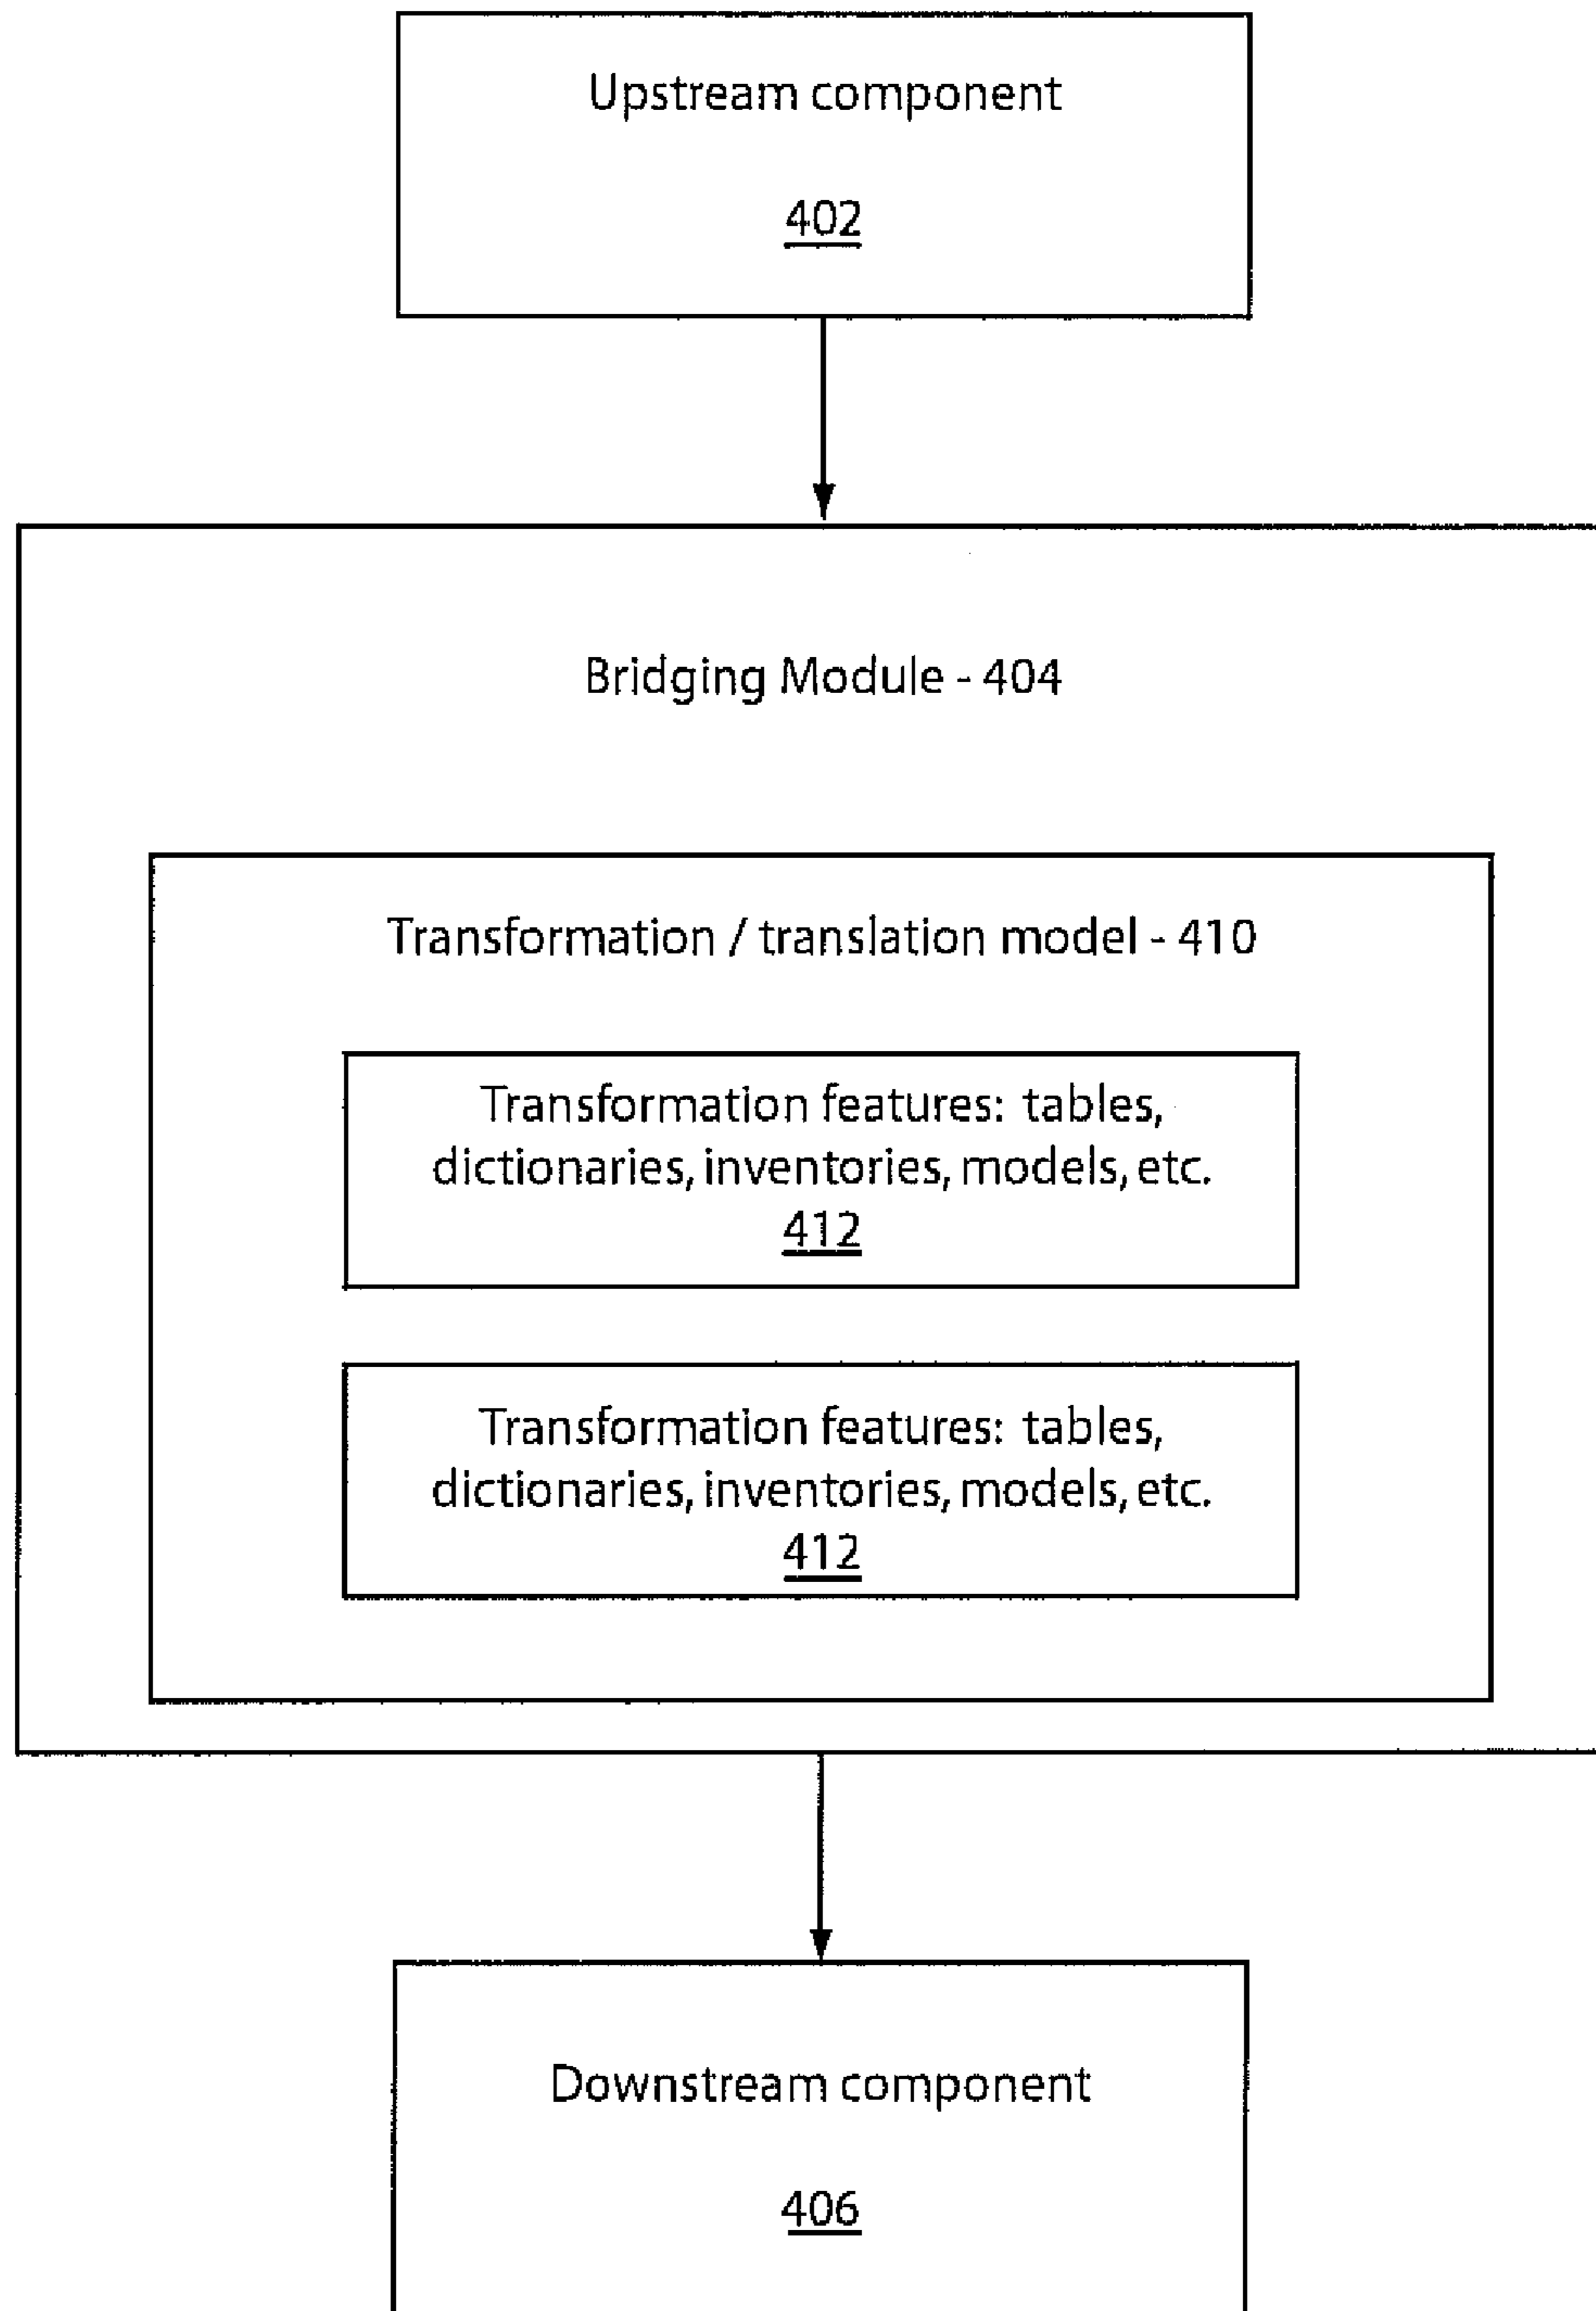 Upstream component
402
Bridging Module - 404
Transformation / translation model - 410
Transformation features: tables,
dictionaries, inventories, models, etc.
412
Transformation features: tables,
dictionaries, inventories, models, etc.
412
Downstream component
406